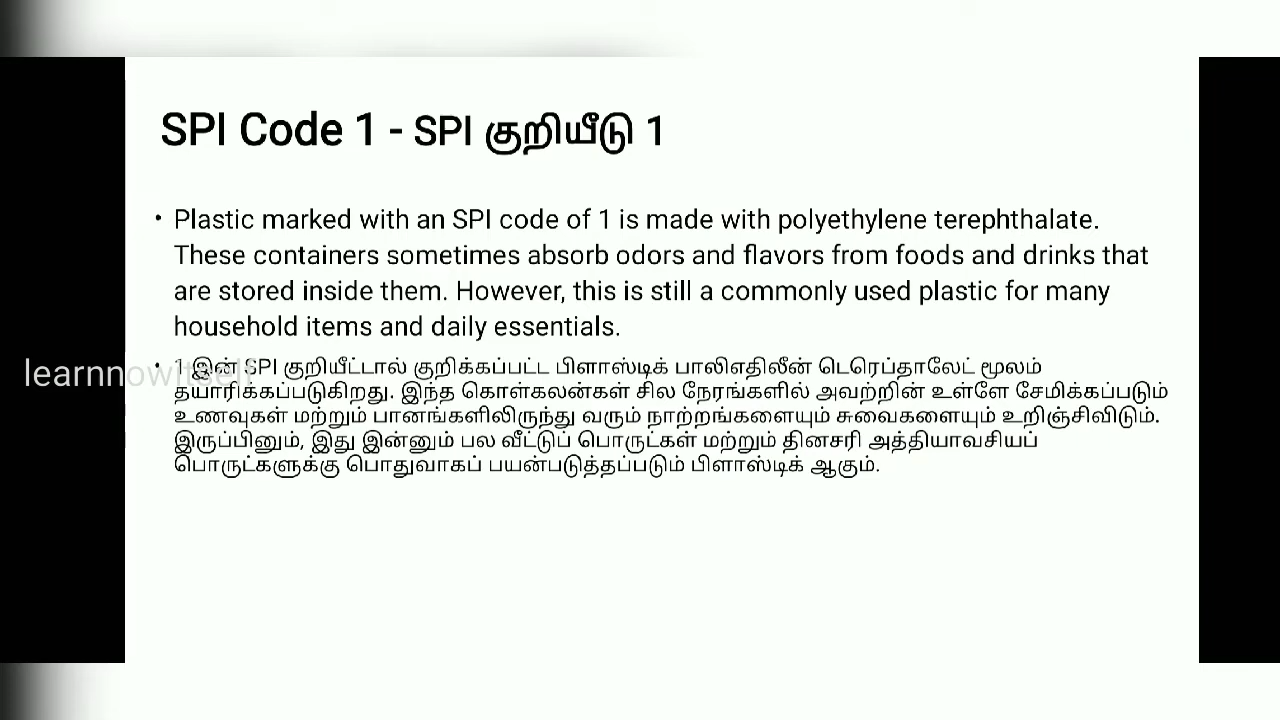 SPI Code 1 - SPI குறியீடு 1
• Plastic marked with an SPI code of 1 is made with polyethylene terephthalate.
These containers sometimes absorb odors and flavors from foods and drinks that
are stored inside them. However, this is still a commonly used plastic for many
household items and daily essentials.
• 1 இன் SPI குறியீட்டால் குறிக்கப்பட்ட பிளாஸ்டிக் பாலிஎதிலீன் டெரெப்தாலேட் மூலம்
learnnowitself
தயாரிக்கப்படுகிறது. இந்த கொள்கலன்கள் சில நேரங்களில் அவற்றின் உள்ளே சேமிக்கப்படும்
உணவுகள் மற்றும் பானங்களிலிருந்து வரும் நாற்றங்களையும் சுவைகளையும் உறிஞ்சிவிடும்.
இருப்பினும், இது இன்னும் பல வீட்டுப் பொருட்கள் மற்றும் தினசரி அத்தியாவசியப்
பொருட்களுக்கு பொதுவாகப் பயன்படுத்தப்படும் பிளாஸ்டிக் ஆகும்.